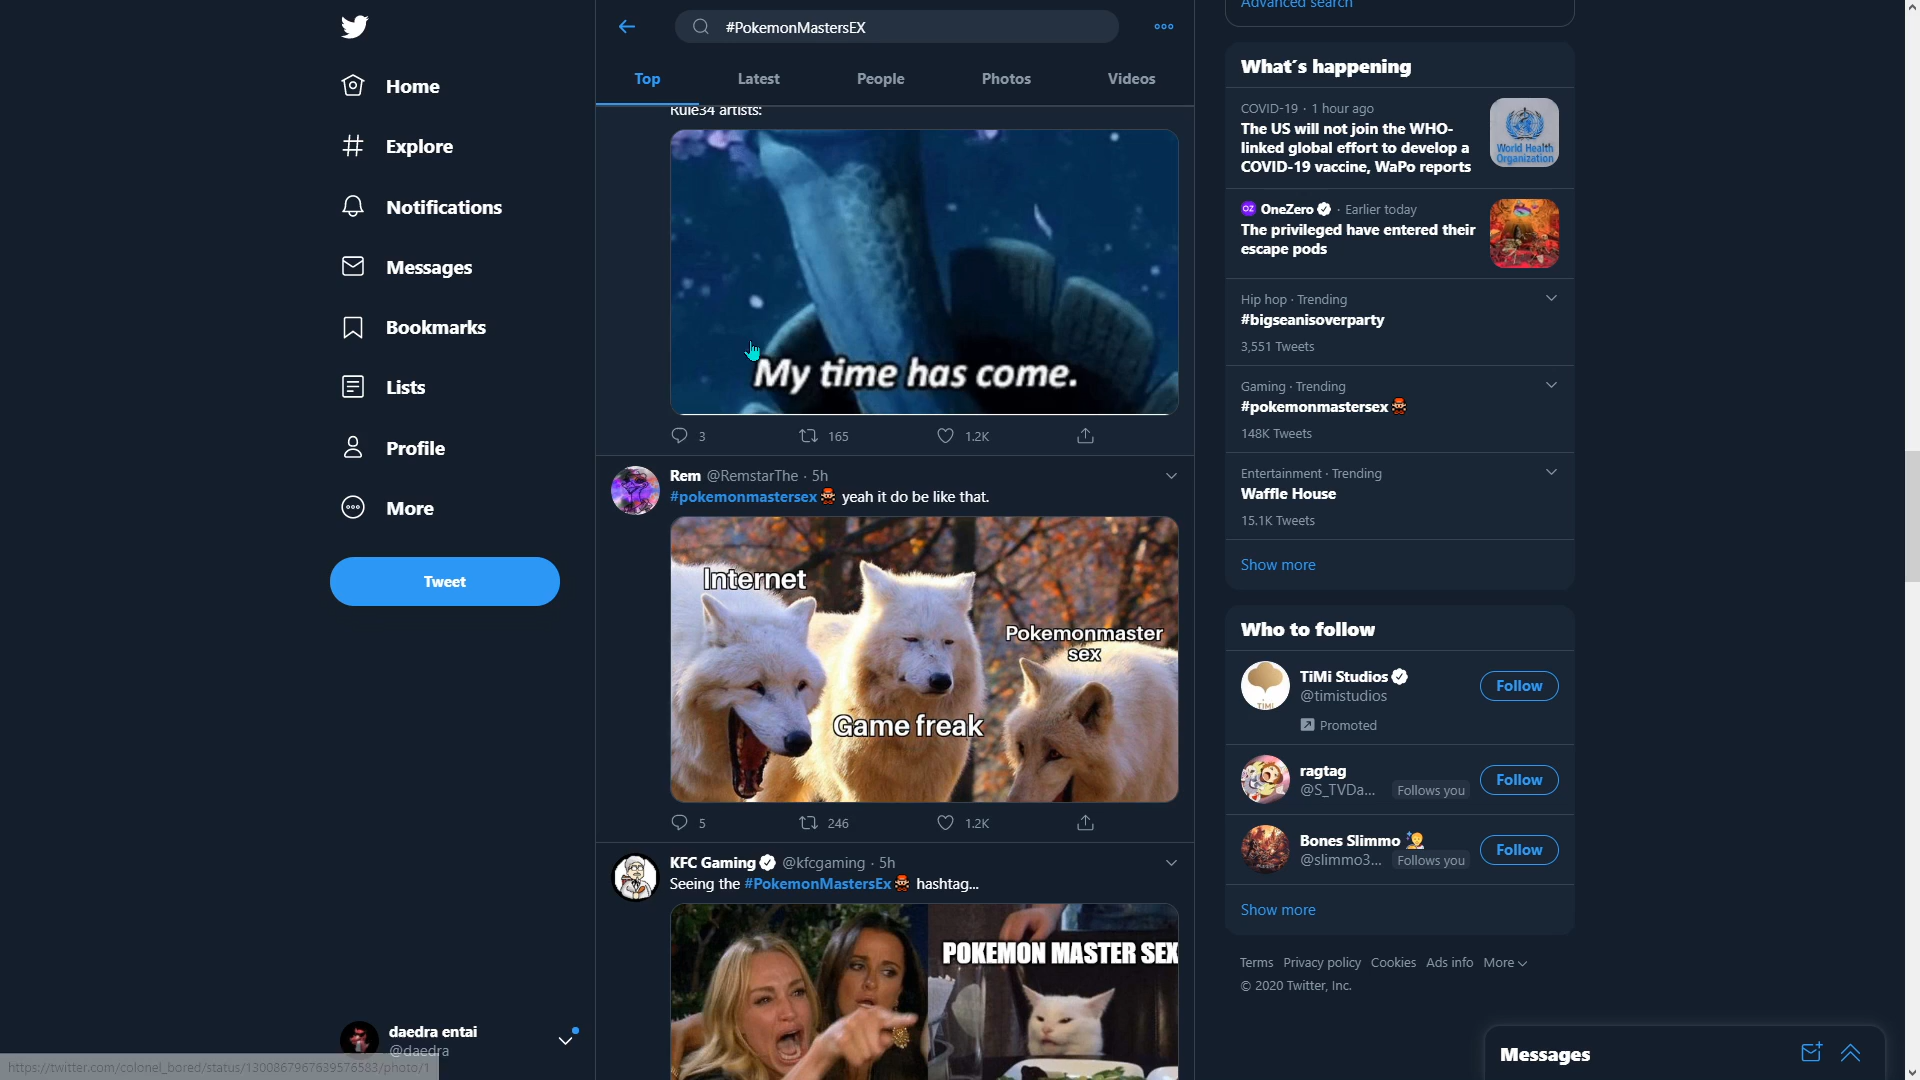 Home
Explore
Notifications
Messages
Bookmarks
Lists
Profile
More
Tweet
daedra entai
@daedra
https://twitter.com/colonel_bored/status/1300867967639576583/photo/1
#PokemonMastersEX
Top
Latest
People
Photos
Videos
Rule34 artists:
My time has come.
3
165
1.2K
Rem @RemstarThe · 5h
#pokemonmastersex yeah it do be like that.
Internet
Pokemonmaster
sex
Game freak
5
246
1.2K
KFC Gaming @kfcgaming · 5h
Seeing the #PokemonMastersEx hashtag...
POKEMON MASTER SEX
Advanced search
What's happening
COVID-19 · 1 hour ago
The US will not join the WHO-
linked global effort to develop a
COVID-19 vaccine, WaPo reports
World Health
Organization
OZ OneZero · Earlier today
The privileged have entered their
escape pods
Hip hop · Trending
#bigseanisoverparty
3,551 Tweets
Gaming · Trending
#pokemonmastersex
148K Tweets
Entertainment · Trending
Waffle House
15.1K Tweets
Show more
Who to follow
TiMi Studios
@timistudios
Follow
TiMi
Promoted
ragtag
@S_TVDa...
Follows you
Follow
Bones Slimmo
@slimmo3...
Follows you
Follow
Show more
Terms Privacy policy Cookies Ads info More
© 2020 Twitter, Inc.
Messages